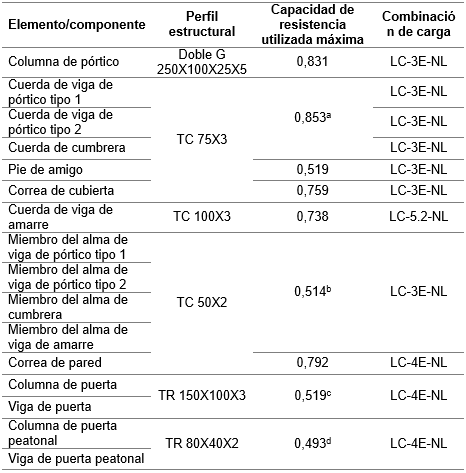 Elemento/componente Perfil estructural Capacidad de resistencia utilizada máxima Combinació n de carga
Columna de pórtico Doble G 250X100X25X5 0,831 LC-3E-NL
Cuerda de viga de pórtico tipo 1 TC 75X3 0,853ª LC-3E-NL
Cuerda de viga de pórtico tipo 2 LC-3E-NL
Cuerda de cumbrera LC-3E-NL
Pie de amigo 0,519 LC-3E-NL
Correa de cubierta 0,759 LC-3E-NL
Cuerda de viga de amarre TC 100X3 0,738 LC-5.2-NL
Miembro del alma de viga de pórtico tipo 1 TC 50X2 0,514ᵇ LC-3E-NL
Miembro del alma de viga de pórtico tipo 2
Miembro del alma de cumbrera
Miembro del alma de viga de amarre
Correa de pared 0,792 LC-4E-NL
Columna de puerta TR 150X100X3 0,519ᶜ LC-4E-NL
Viga de puerta
Columna de puerta peatonal TR 80X40X2 0,493ᵈ LC-4E-NL
Viga de puerta peatonal